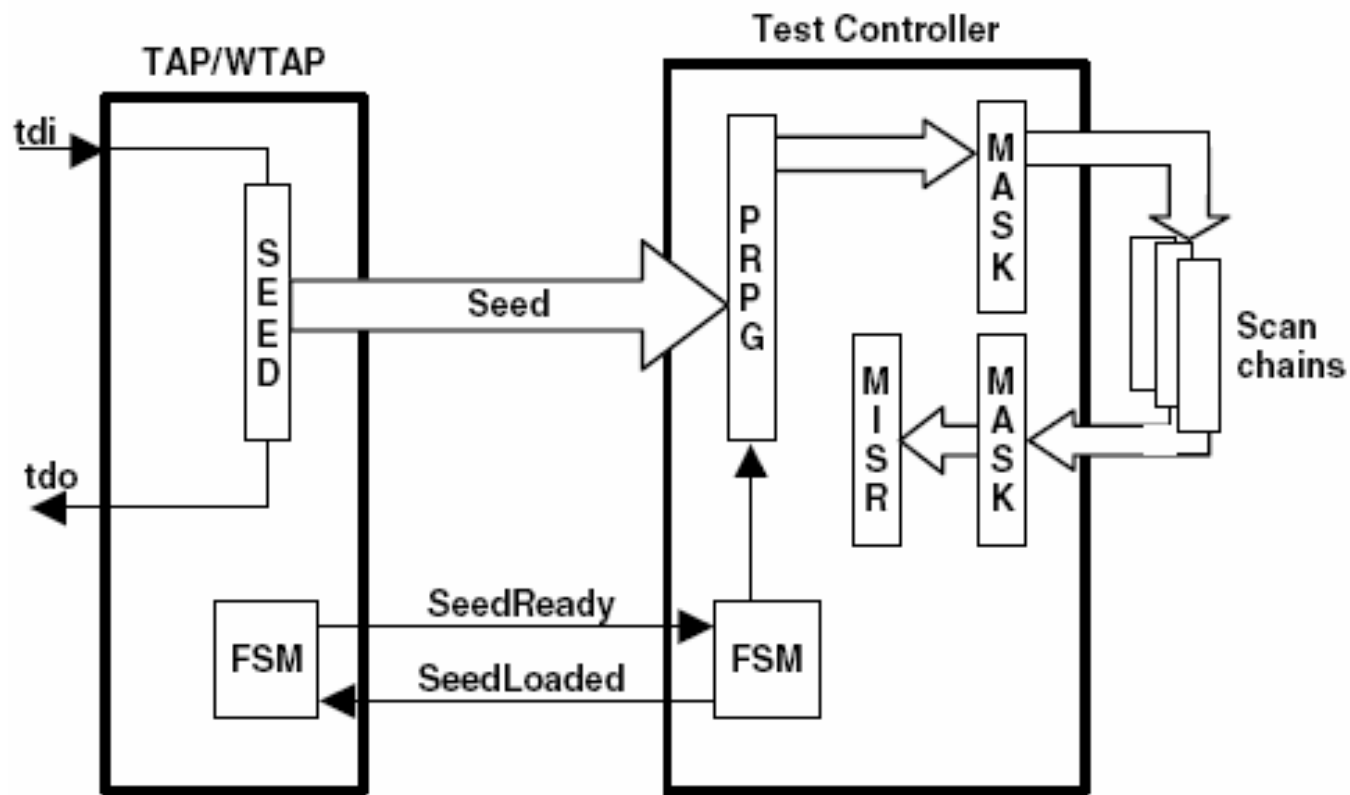 Test Controller
TAP/WTAP
tdi
SEED
Seed
PRPG
MASK
Scan
chains
MISR
MASK
tdo
SeedReady
FSM
FSM
SeedLoaded